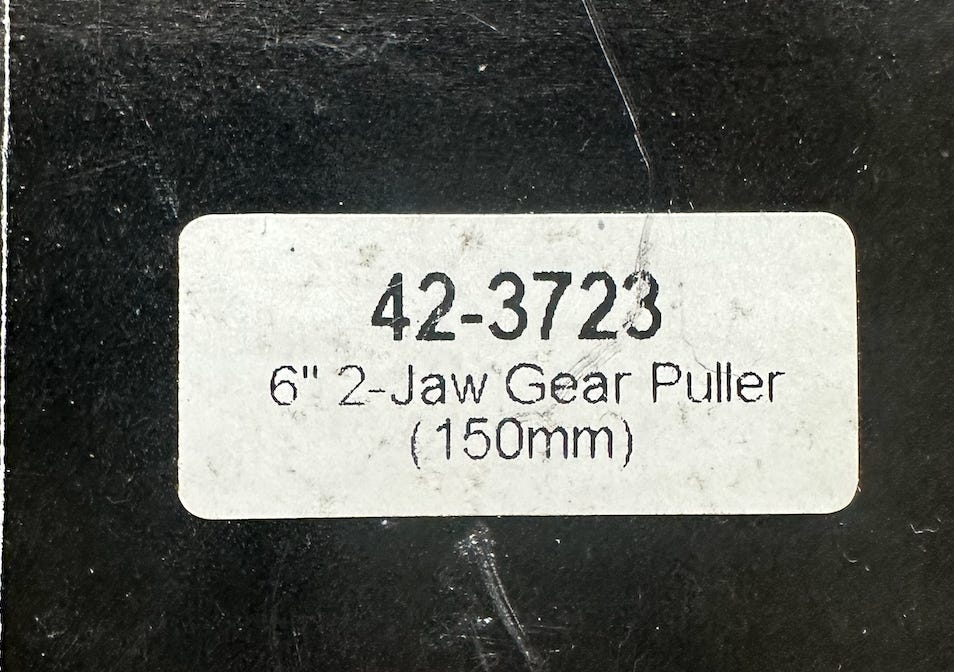 42-3723
6" 2-Jaw Gear Puller
(150mm)